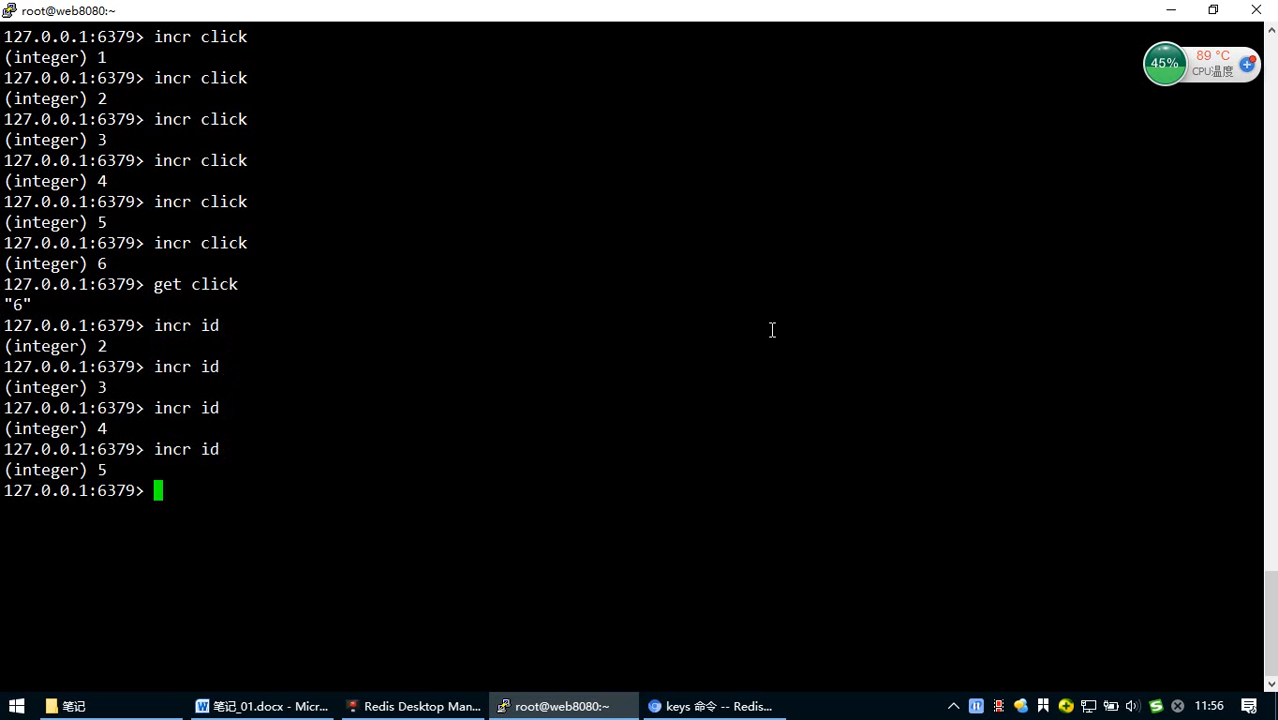 root@web8080:~
127.0.0.1:6379> incr click
(integer) 1
127.0.0.1:6379> incr click
(integer) 2
127.0.0.1:6379> incr click
(integer) 3
127.0.0.1:6379> incr click
(integer) 4
127.0.0.1:6379> incr click
(integer) 5
127.0.0.1:6379> incr click
(integer) 6
127.0.0.1:6379> get click
"6"
127.0.0.1:6379> incr id
(integer) 2
127.0.0.1:6379> incr id
(integer) 3
127.0.0.1:6379> incr id
(integer) 4
127.0.0.1:6379> incr id
(integer) 5
127.0.0.1:6379>
45%
89 ℃
CPU温度
笔记
笔记_01.docx - Micr...
Redis Desktop Man...
root@web8080:~
keys 命令 -- Redis...
11:56